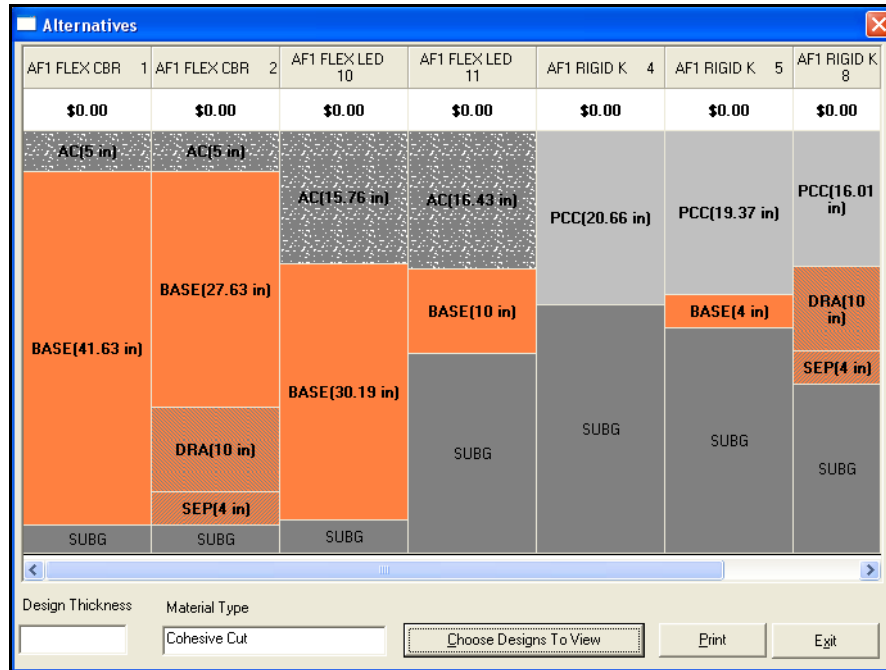 Alternatives
AF1 FLEX CBR 1
AF1 FLEX CBR 2
AF1 FLEX LED
10
AF1 FLEX LED
11
AF1 RIGID K 4
AF1 RIGID K 5
AF1 RIGID K
8
$0.00
$0.00
$0.00
$0.00
$0.00
$0.00
$0.00
AC(5 in)
BASE(41.63 in)
SUBG
AC(5 in)
BASE(27.63 in)
DRA(10 in)
SEP(4 in)
SUBG
AC(15.76 in)
BASE(30.19 in)
SUBG
AC(16.43 in)
BASE(10 in)
SUBG
PCC(20.66 in)
SUBG
PCC(19.37 in)
BASE(4 in)
SUBG
PCC(16.01
in)
DRA(10
in)
SEP(4 in)
SUBG
Design Thickness
Material Type
Cohesive Cut
Choose Designs To View
Print
Exit